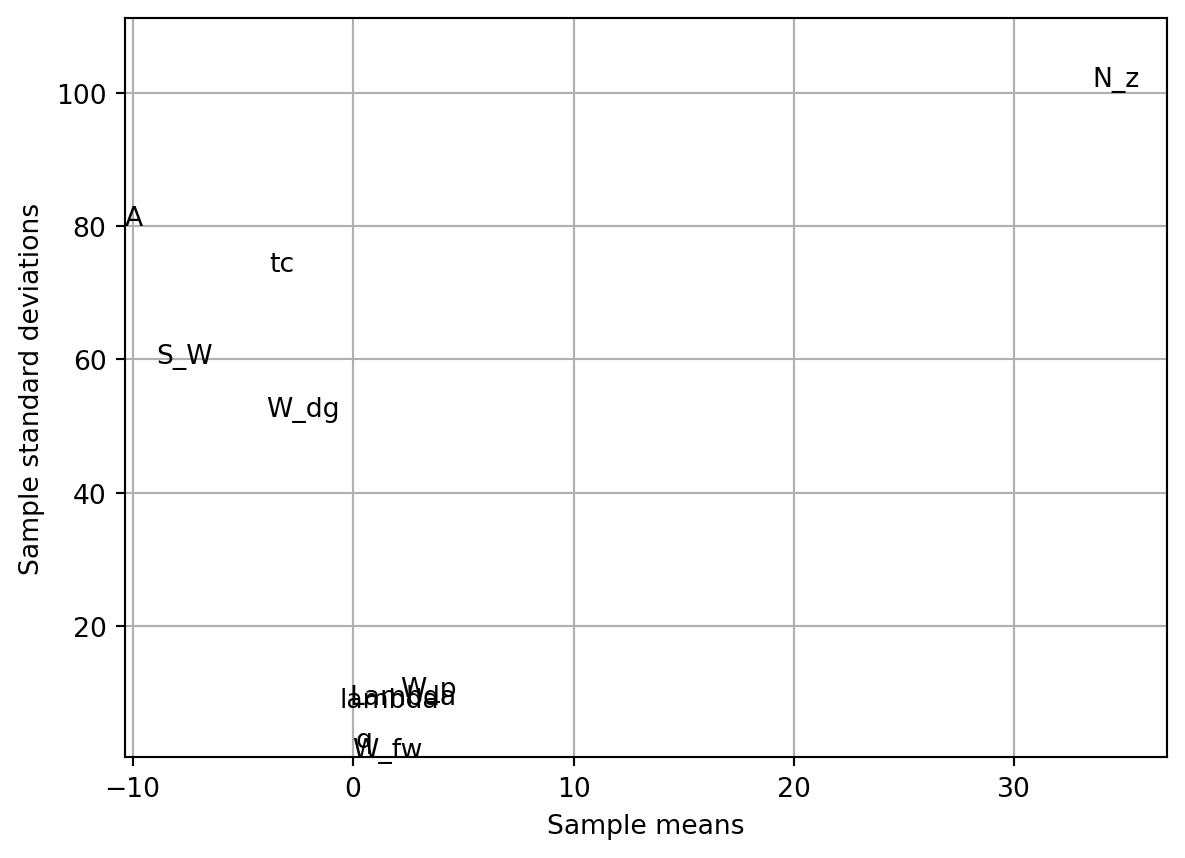 N_z
100
A
80
tc
S_W
60
W_dg
40
20
W_p
Lambda
lambda
q
W_fw
−10
0
10
20
30
Sample means
Sample standard deviations